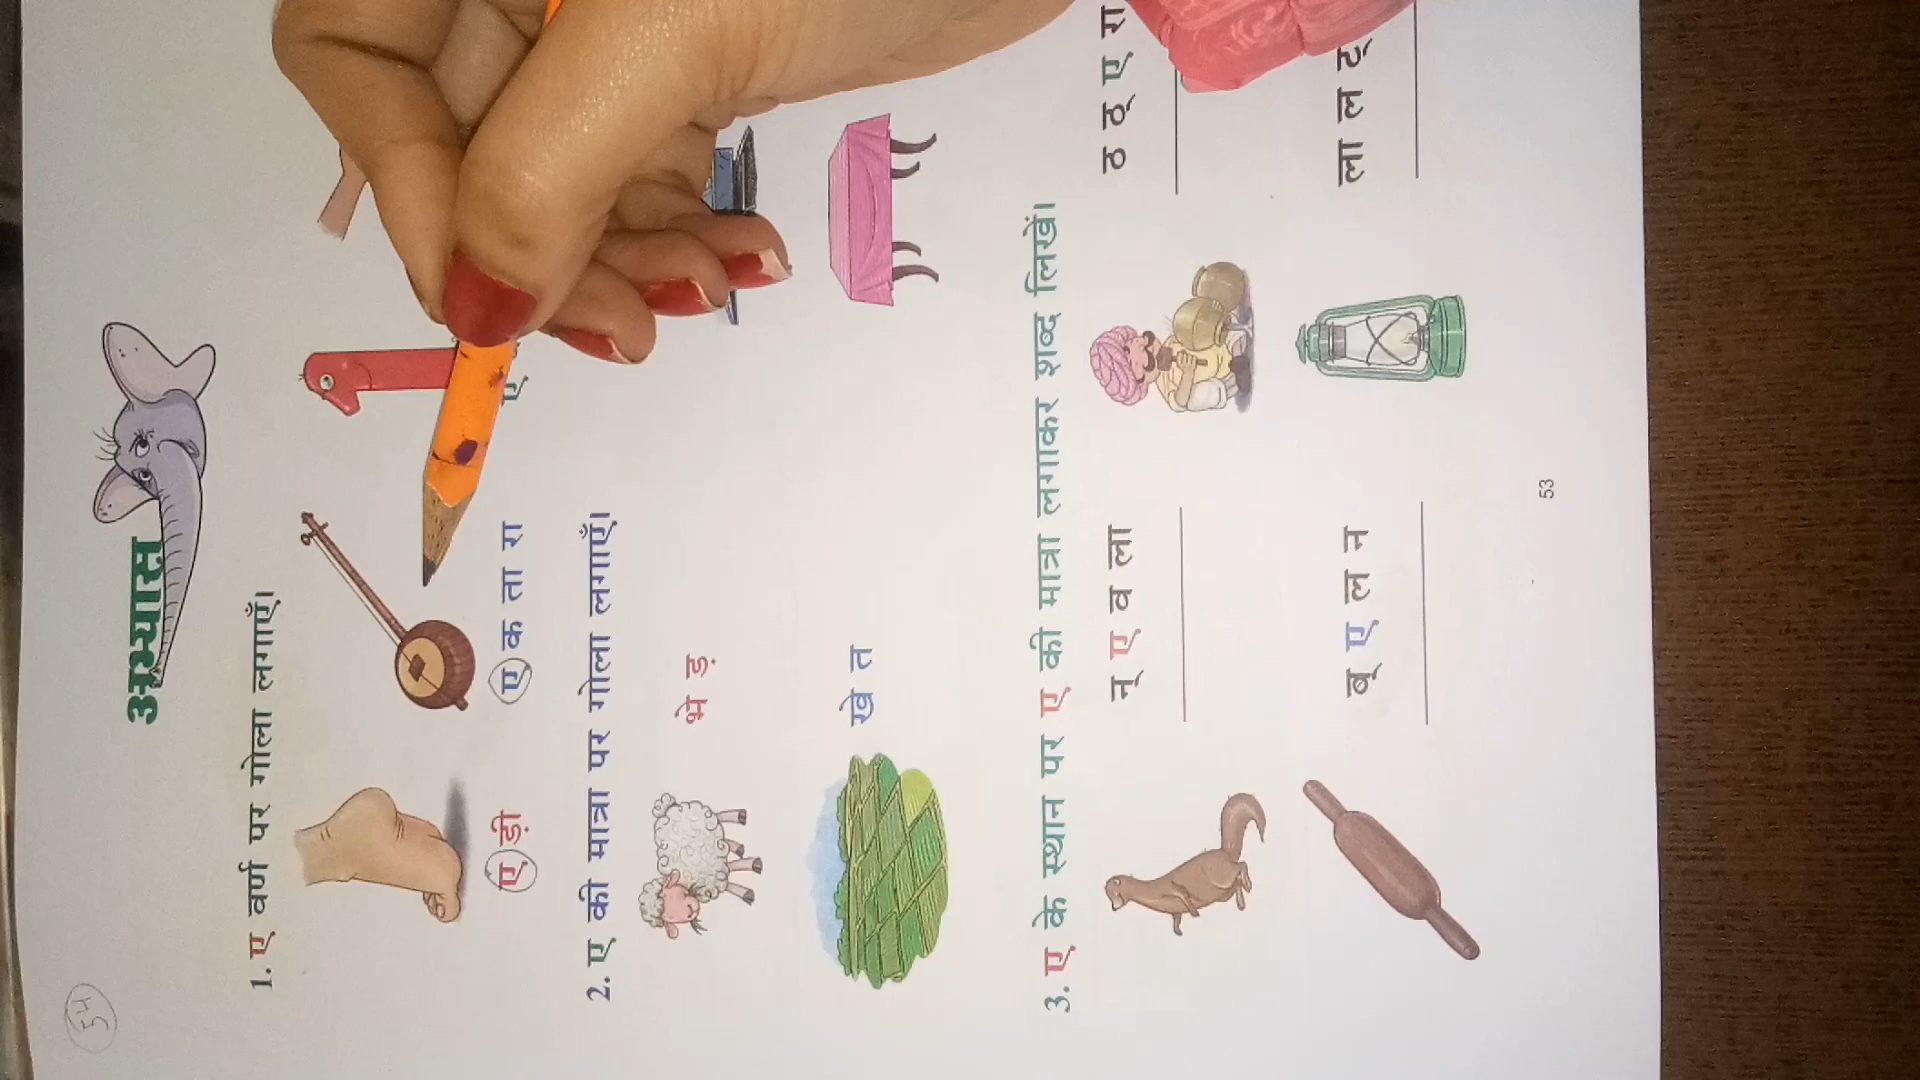 54
अभ्यास
1. ए वर्ण पर गोला लगाएँ।
ए ड़ी ए क ता रा ए
2. ए की मात्रा पर गोला लगाएँ।
भे ड़
खे त
3. ए के स्थान पर ए की मात्रा लगाकर शब्द लिखें।
न् ए व ला ठ ठ् ए रा
ब् ए ल न ला ल ट्
53